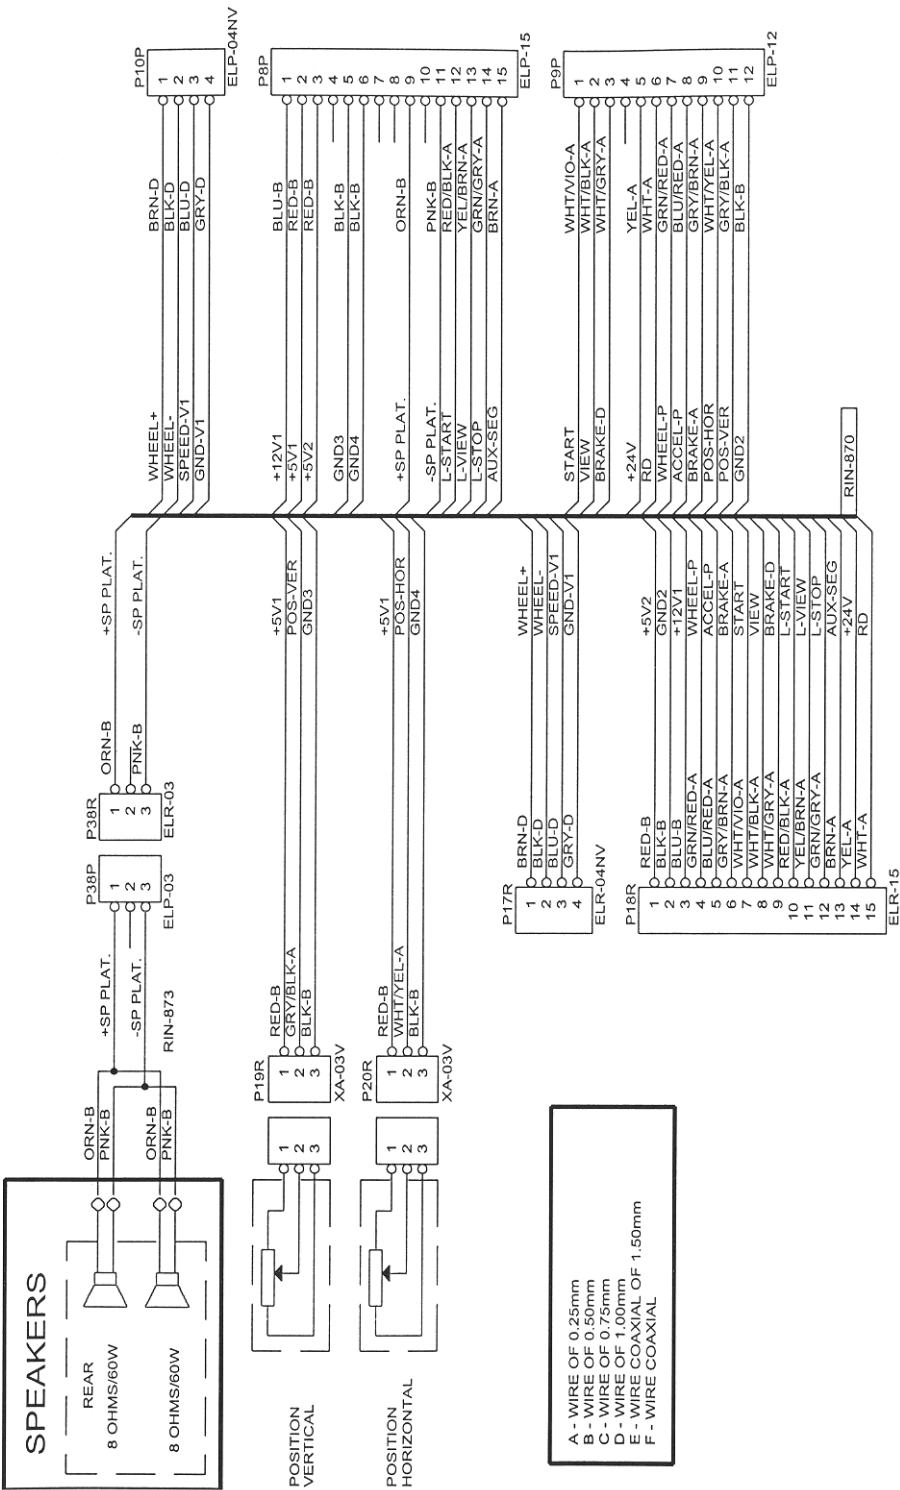 SPEAKERS
REAR
8 OHMS/60W
8 OHMS/60W
ORN-B
PNK-B
ORN-B
PNK-B
+SP PLAT.
-SP PLAT.
RIN-873
P38P
1
2
3
ELP-03
P38R
1
2
3
ELR-03
ORN-B
PNK-B
+SP PLAT.
-SP PLAT.
P10P
1
2
3
4
ELP-04NV
BRN-D
BLK-D
BLU-D
GRY-D
WHEEL+
WHEEL-
SPEED-V1
GND-V1
POSITION
VERTICAL
1
2
3
P19R
1
2
3
XA-03V
RED-B
GRY/BLK-A
BLK-B
+5V1
POS-VER
GND3
POSITION
HORIZONTAL
1
2
3
P20R
1
2
3
XA-03V
RED-B
WHT/YEL-A
BLK-B
+5V1
POS-HOR
GND4
P8P
1
2
3
4
5
6
7
8
9
10
11
12
13
14
15
ELP-15
BLU-B
RED-B
RED-B
BLK-B
BLK-B
ORN-B
PNK-B
RED/BLK-A
YEL/BRN-A
GRN/GRY-A
BRN-A
+12V1
+5V1
+5V2
GND3
GND4
+SP PLAT.
-SP PLAT.
L-START
L-VIEW
L-STOP
AUX-SEG
P17R
1
2
3
4
ELR-04NV
BRN-D
BLK-D
BLU-D
GRY-D
WHEEL+
WHEEL-
SPEED-V1
GND-V1
P9P
1
2
3
4
5
6
7
8
9
10
11
12
ELP-12
WHT/VIO-A
WHT/BLK-A
WHT/GRY-A
YEL-A
WHT-A
GRN/RED-A
BLU/RED-A
GRY/BRN-A
WHT/YEL-A
GRY/BLK-A
BLK-B
START
VIEW
BRAKE-D
+24V
RD
WHEEL-P
ACCEL-P
BRAKE-A
POS-HOR
POS-VER
GND2
RIN-870
P18R
1
2
3
4
5
6
7
8
9
10
11
12
13
14
15
ELR-15
RED-B
BLK-B
BLU-B
GRN/RED-A
BLU/RED-A
GRY/BRN-A
WHT/VIO-A
WHT/BLK-A
WHT/GRY-A
RED/BLK-A
YEL/BRN-A
GRN/GRY-A
BRN-A
YEL-A
WHT-A
+5V2
GND2
+12V1
WHEEL-P
ACCEL-P
BRAKE-A
START
VIEW
BRAKE-D
L-START
L-VIEW
L-STOP
AUX-SEG
+24V
RD
A - WIRE OF 0.25mm
B - WIRE OF 0.50mm
C - WIRE OF 0.75mm
D - WIRE OF 1.00mm
E - WIRE COAXIAL OF 1.50mm
F - WIRE COAXIAL